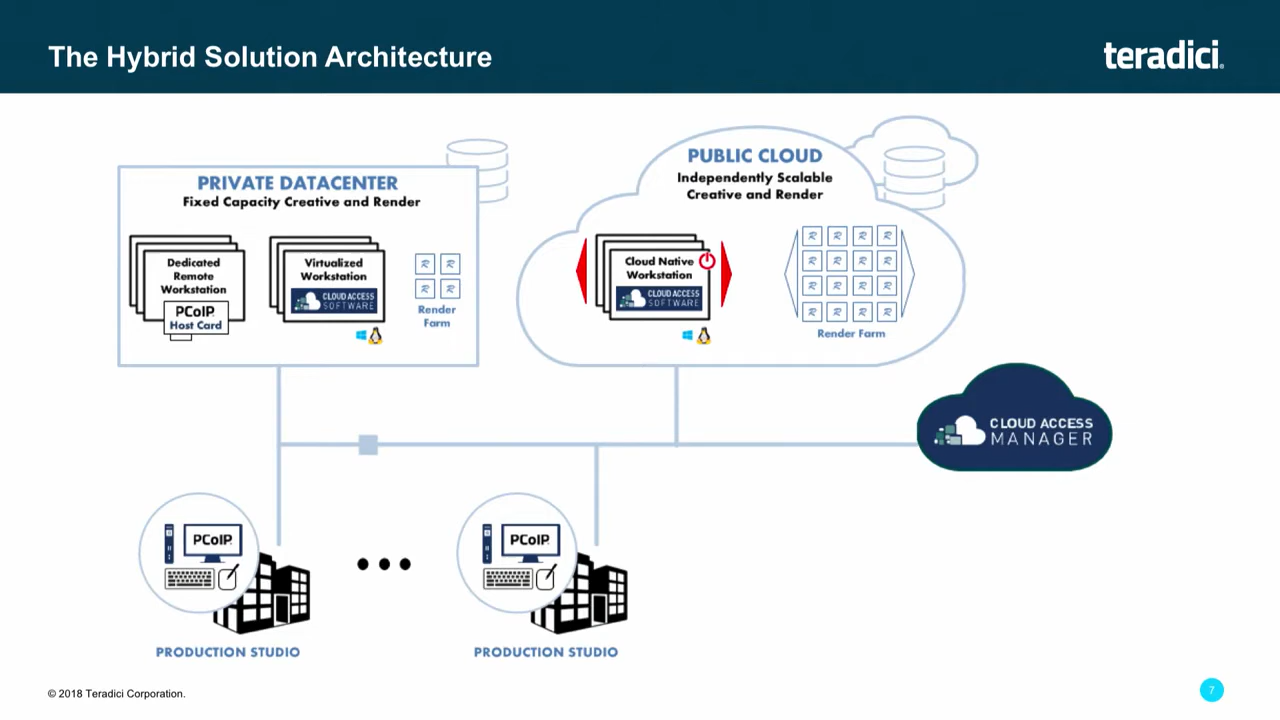 The Hybrid Solution Architecture
teradici.
PRIVATE DATACENTER
Fixed Capacity Creative and Render
Dedicated
Remote
Workstation
PCoIP
Host Card
Virtualized
Workstation
CLOUD ACCESS
SOFTWARE
R R
R R
Render
Farm
PUBLIC CLOUD
Independently Scalable
Creative and Render
Cloud Native
Workstation
CLOUD ACCESS
SOFTWARE
R R R R
R R R R
R R R R
R R R R
Render Farm
CLOUD ACCESS
MANAGER
PCoIP
PRODUCTION STUDIO
PCoIP
PRODUCTION STUDIO
© 2018 Teradici Corporation.
7